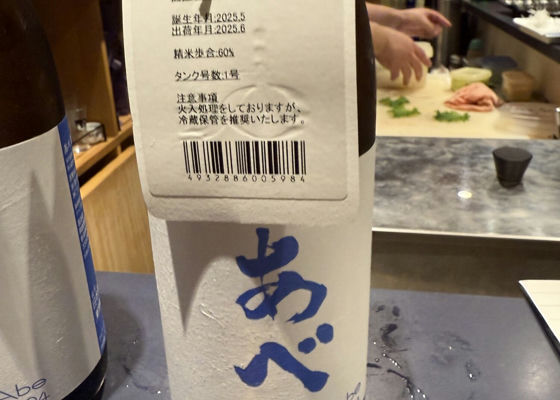 誕生年月:2025.5
出荷年月:2025.6
精米歩合:60%
タンク号数:1号
注意事項
火入処理をしておりますが、
冷蔵保管を推奨いたします。
4932886005984
あべ
Abe